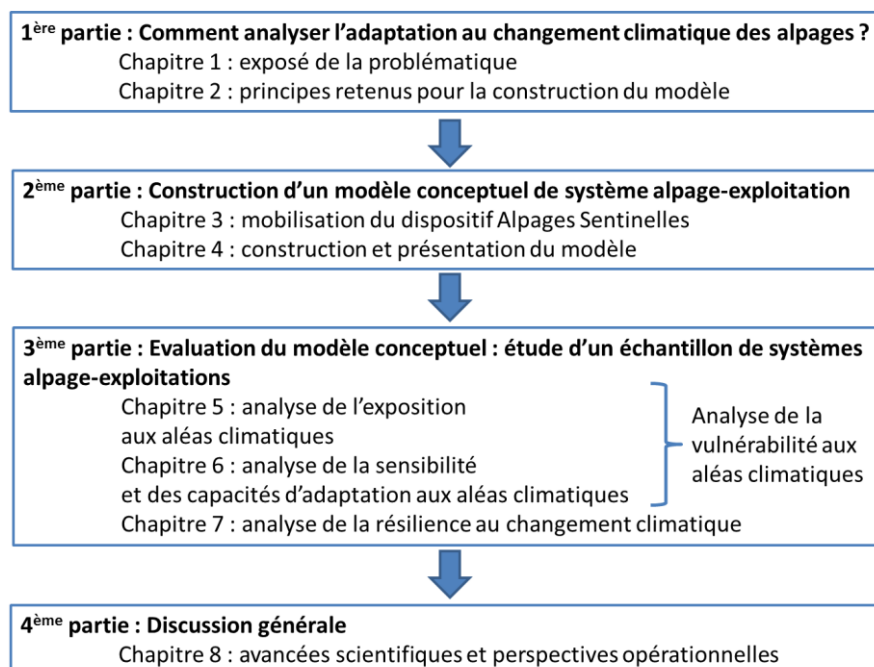 1ère partie : Comment analyser l’adaptation au changement climatique des alpages ?
Chapitre 1 : exposé de la problématique
Chapitre 2 : principes retenus pour la construction du modèle
2ème partie : Construction d’un modèle conceptuel de système alpage-exploitation
Chapitre 3 : mobilisation du dispositif Alpages Sentinelles
Chapitre 4 : construction et présentation du modèle
3ème partie : Evaluation du modèle conceptuel : étude d’un échantillon de systèmes
alpage-exploitations
Chapitre 5 : analyse de l’exposition
aux aléas climatiques
Chapitre 6 : analyse de la sensibilité
et des capacités d’adaptation aux aléas climatiques
Analyse de la
vulnérabilité aux
aléas climatiques
Chapitre 7 : analyse de la résilience au changement climatique
4ème partie : Discussion générale
Chapitre 8 : avancées scientifiques et perspectives opérationnelles